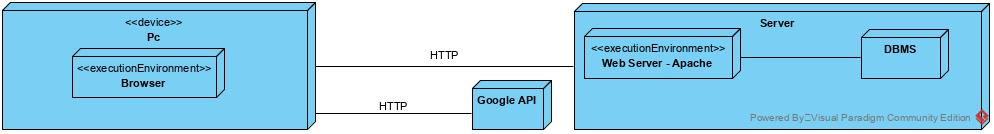 <<device>>
Pc
<<executionEnvironment>>
Browser
HTTP
HTTP
Google API
Server
<<executionEnvironment>>
Web Server - Apache
DBMS
Powered By Visual Paradigm Community Edition